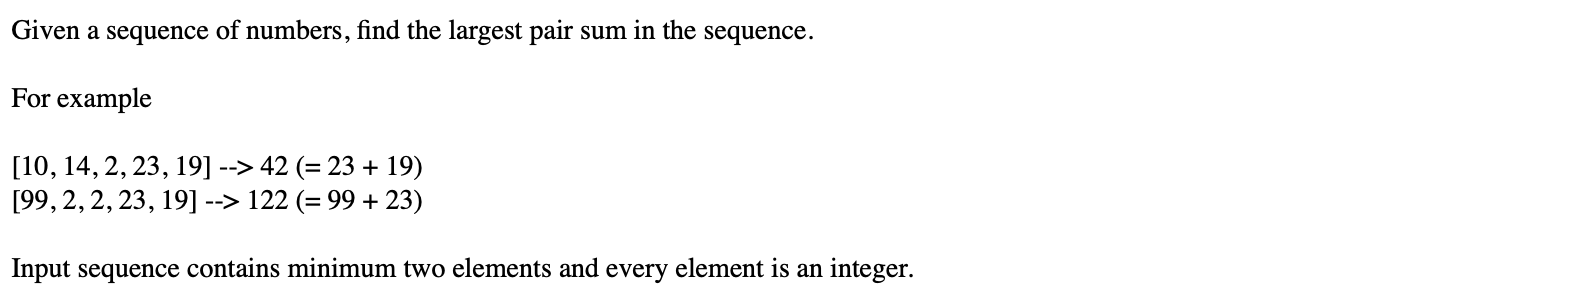 Given a sequence of numbers, find the largest pair sum in the sequence.
For example
[10, 14, 2, 23, 19] --> 42 (= 23 + 19)
[99, 2, 2, 23, 19] --> 122 (= 99 + 23)
Input sequence contains minimum two elements and every element is an integer.